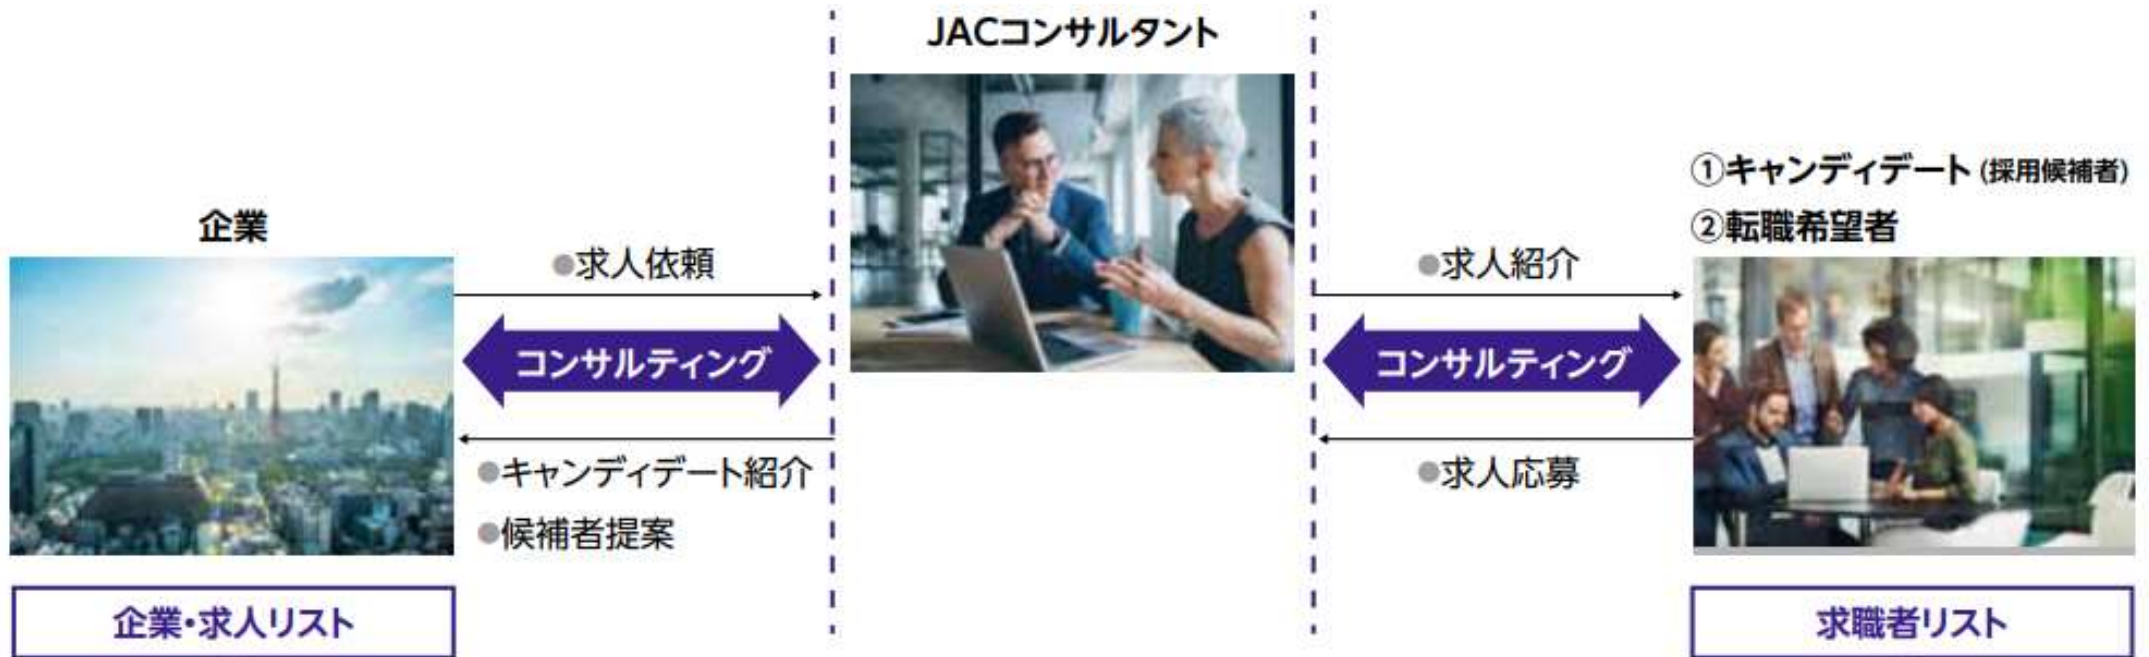 JACコンサルタント
①キャンディデート (採用候補者)
②転職希望者
企業
●求人依頼
●求人紹介
コンサルティング
コンサルティング
●キャンディデート紹介
●候補者提案
●求人応募
企業・求人リスト
求職者リスト